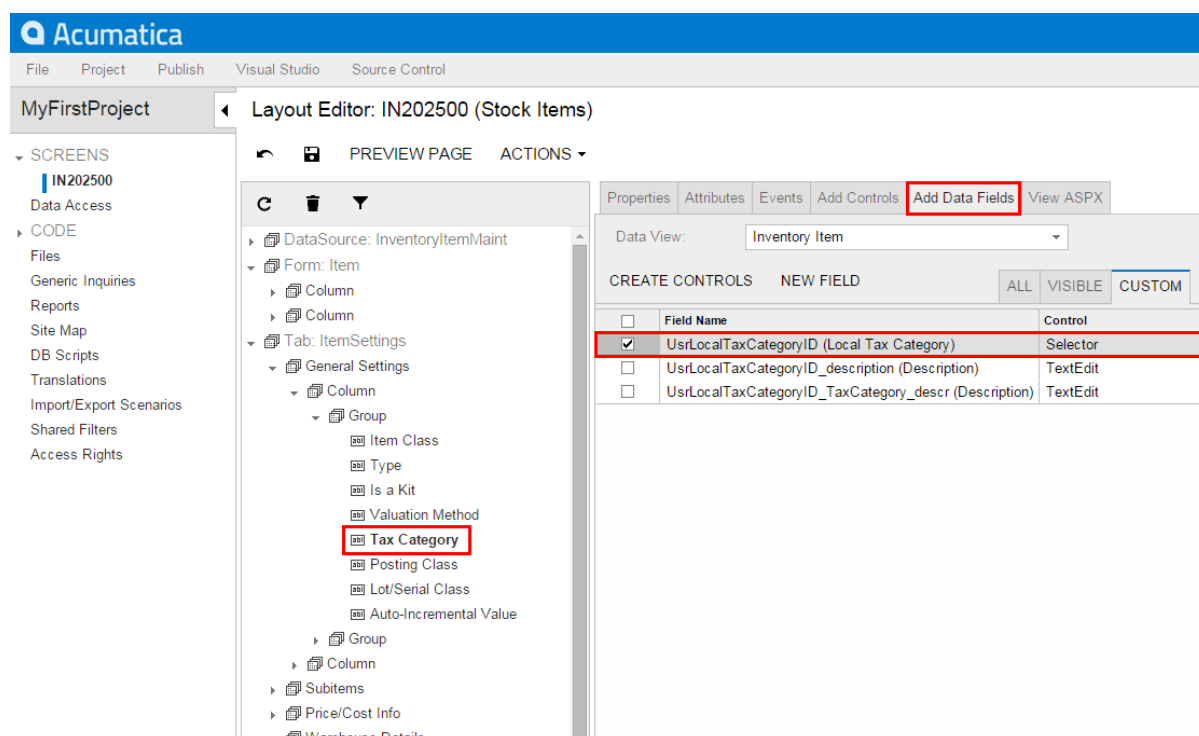 Acumatica
File Project Publish Visual Studio Source Control
MyFirstProject
SCREENS
IN202500
Data Access
CODE
Files
Generic Inquiries
Reports
Site Map
DB Scripts
Translations
Import/Export Scenarios
Shared Filters
Access Rights
Layout Editor: IN202500 (Stock Items)
PREVIEW PAGE ACTIONS
DataSource: InventoryItemMaint
Form: Item
Column
Column
Tab: ItemSettings
General Settings
Column
Group
Item Class
Type
Is a Kit
Valuation Method
Tax Category
Posting Class
Lot/Serial Class
Auto-Incremental Value
Group
Column
Subitems
Price/Cost Info
Warehouse Details
Properties Attributes Events Add Controls Add Data Fields View ASPX
Data View: Inventory Item
CREATE CONTROLS NEW FIELD ALL VISIBLE CUSTOM
Field Name Control
UsrLocalTaxCategoryID (Local Tax Category) Selector
UsrLocalTaxCategoryID_description (Description) TextEdit
UsrLocalTaxCategoryID_TaxCategory_descr (Description) TextEdit